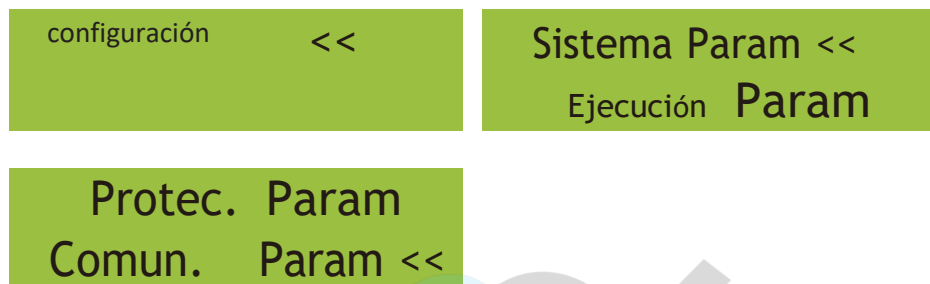 configuración <<
Sistema Param <<
Ejecución Param
Protec. Param
Comun. Param <<